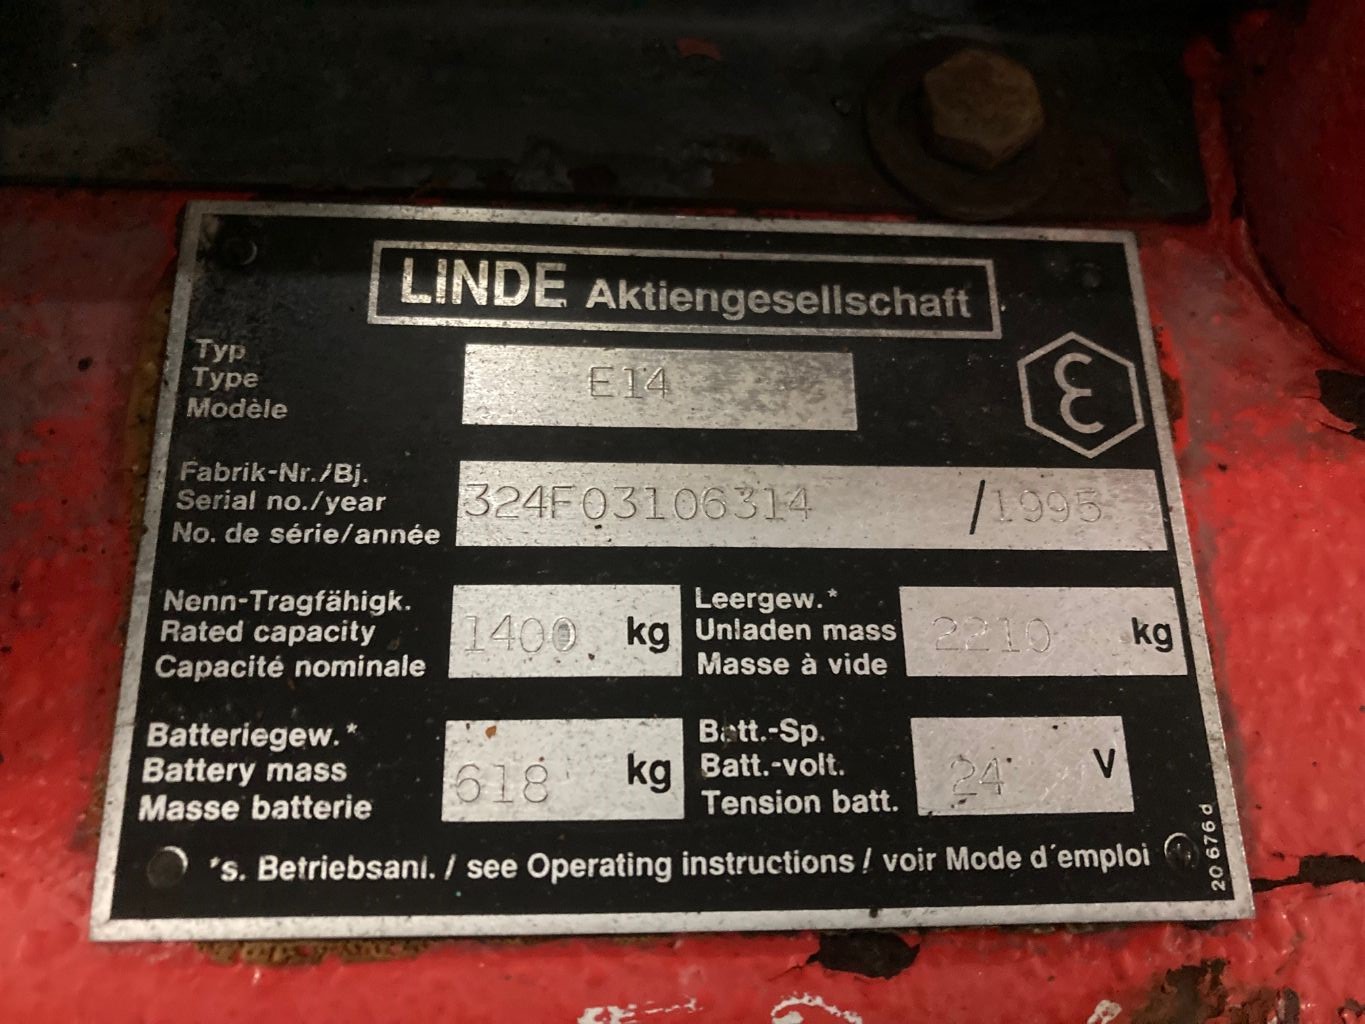 LINDE Aktiengesellschaft
Typ
Type
Modèle
E14
Fabrik-Nr./Bj.
Serial no./year
No. de série/année
324F03106314 /1995
Nenn-Tragfähigk.
Rated capacity
Capacité nominale
1400 kg
Leergew.*
Unladen mass
Masse à vide
2210 kg
Batteriegew.*
Battery mass
Masse batterie
618 kg
Batt.-Sp.
Batt.-volt.
Tension batt.
24 V
*s. Betriebsanl. / see Operating instructions / voir Mode d'emploi
20 676 d